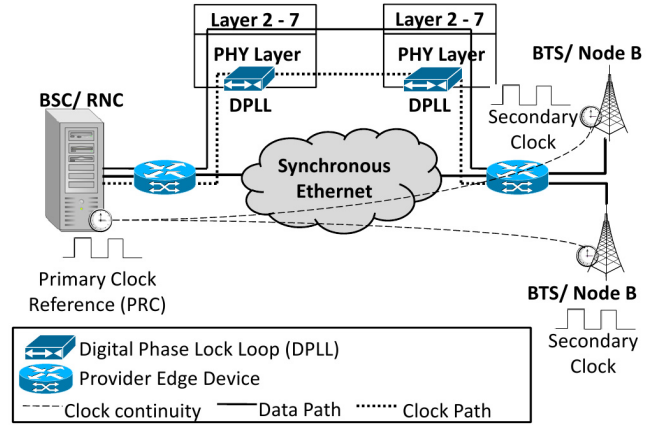 Layer 2 - 7
Layer 2 - 7
PHY Layer
PHY Layer
BTS/ Node B
DPLL
DPLL
BSC/ RNC
Secondary
Clock
Synchronous
Ethernet
Primary Clock
Reference (PRC)
BTS/ Node B
Secondary
Clock
Digital Phase Lock Loop (DPLL)
Provider Edge Device
Clock continuity
Data Path
Clock Path